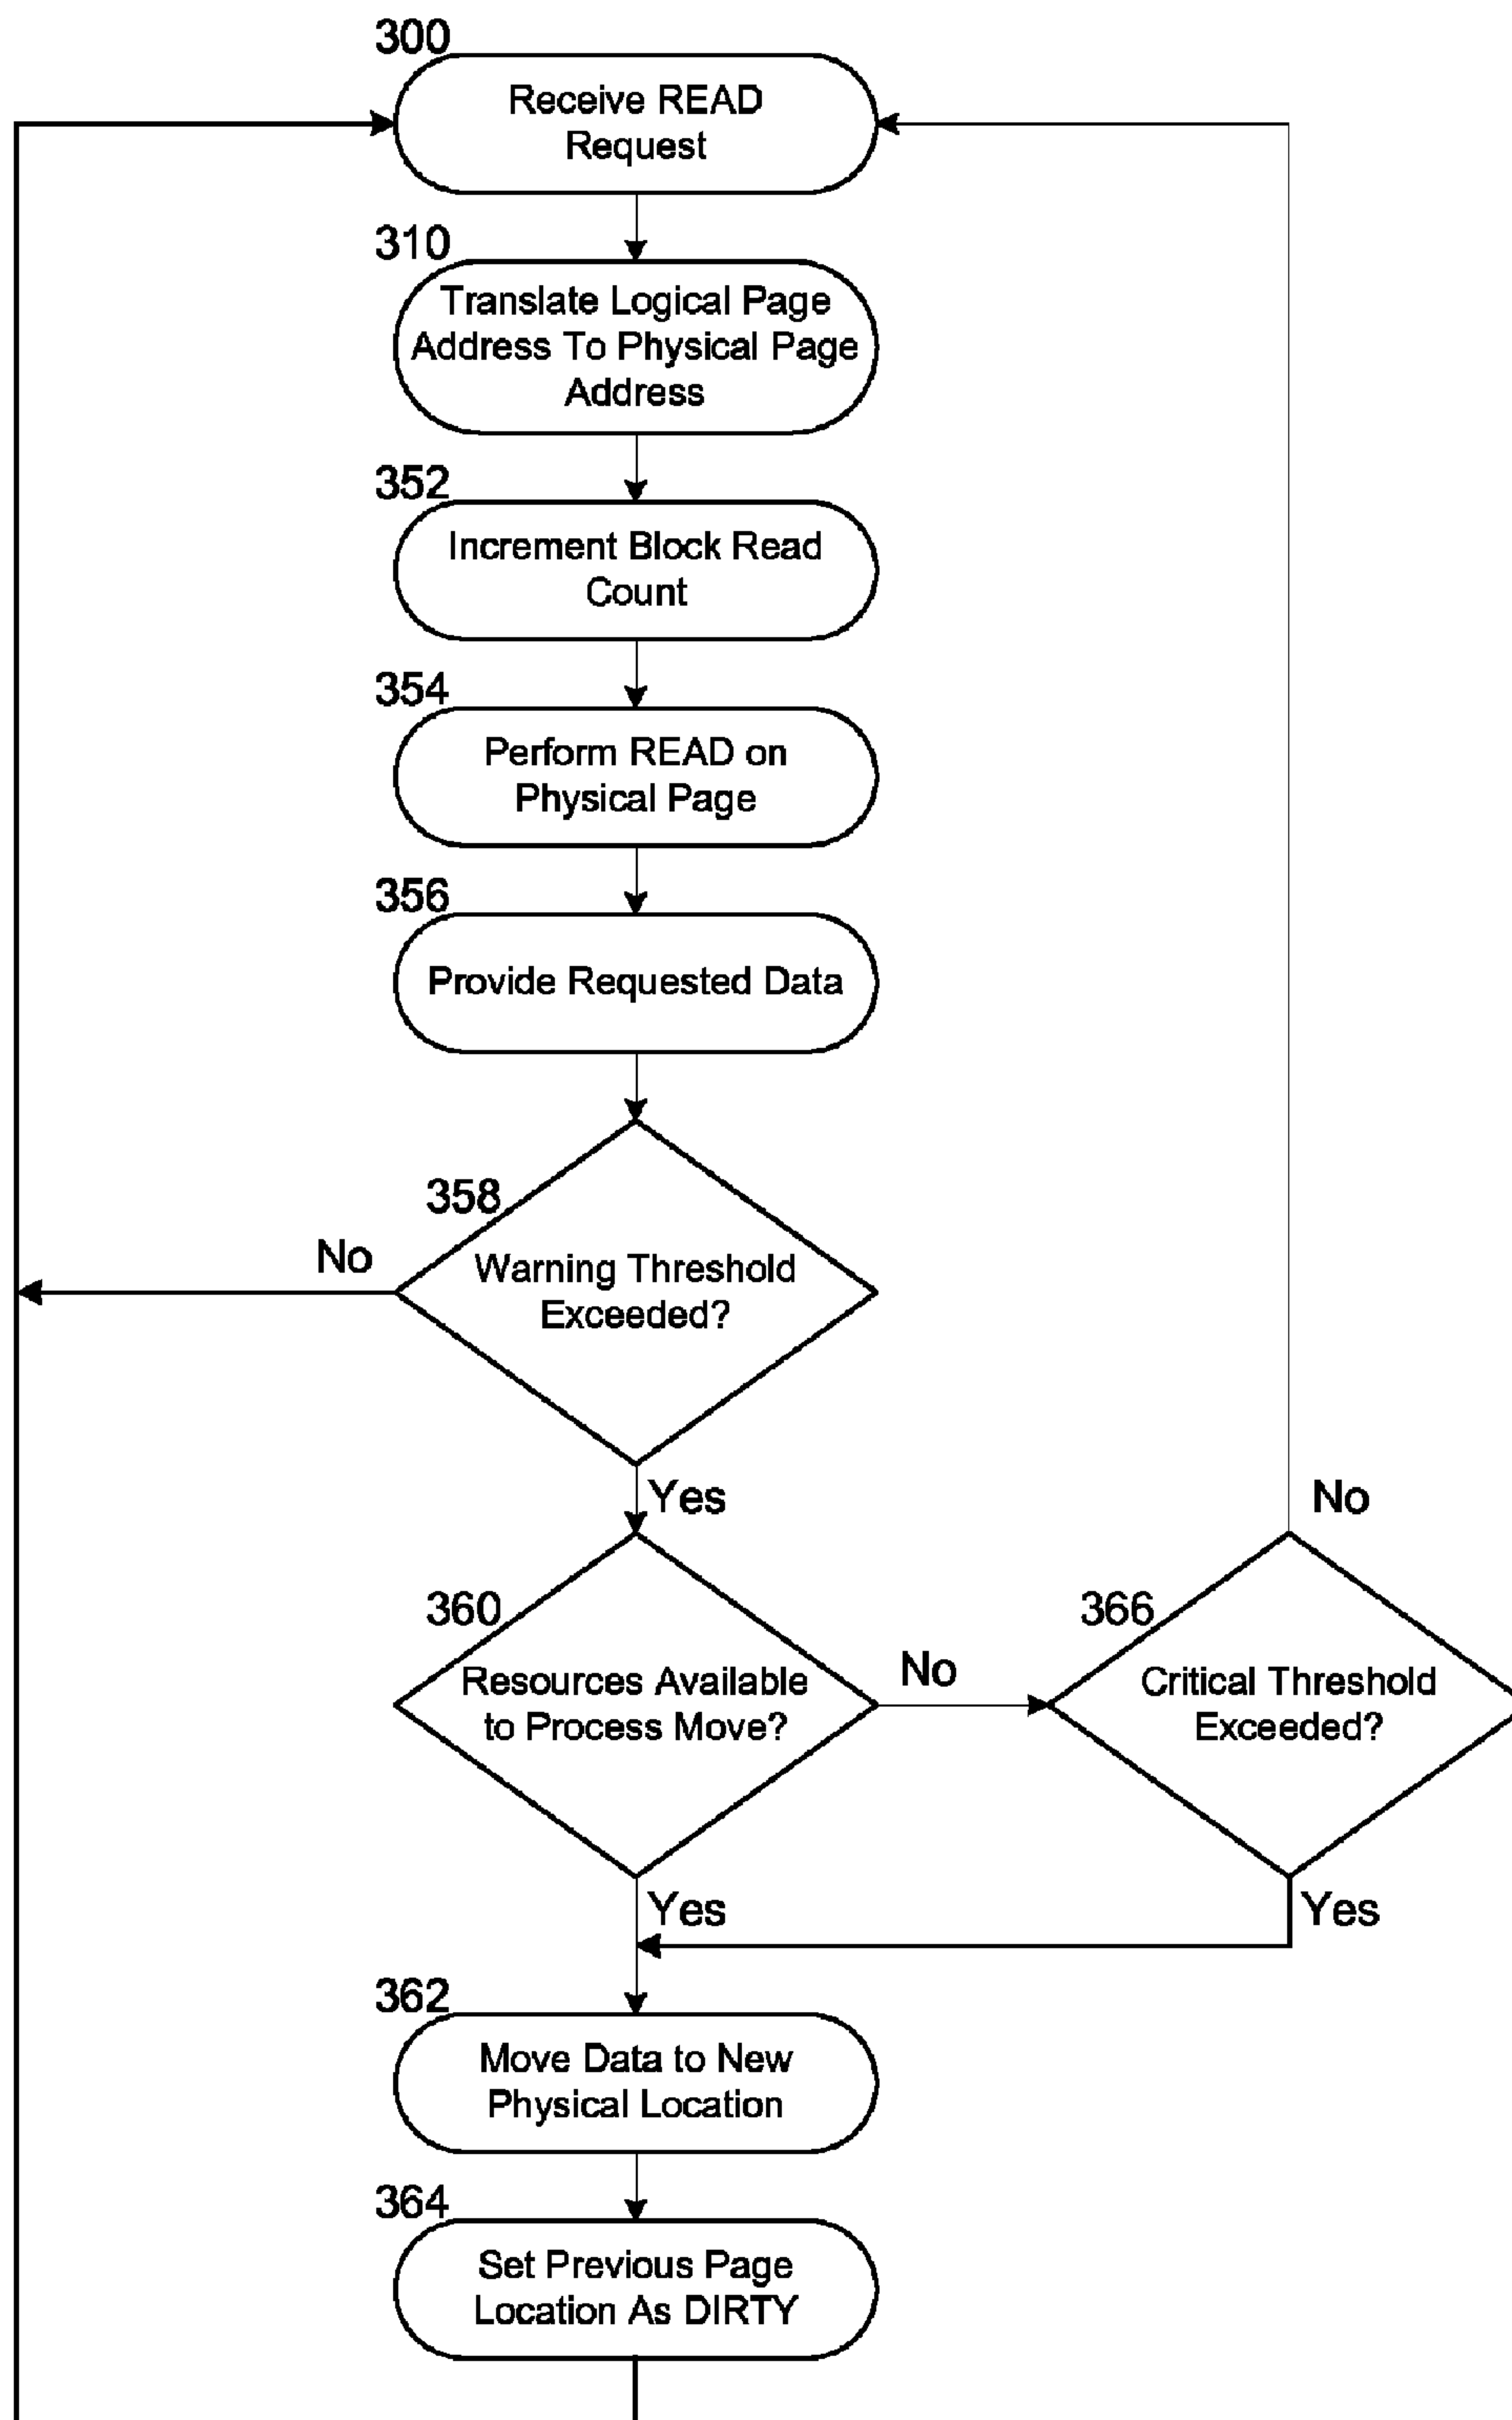 300
Receive READ
Request
310
Translate Logical Page
Address To Physical Page
Address
352
Increment Block Read
Count
354
Perform READ on
Physical Page
356
Provide Requested Data
358
No
Warning Threshold
Exceeded?
Yes
No
360
366
Resources Available
to Process Move?
No
Critical Threshold
Exceeded?
Yes
Yes
362
Move Data to New
Physical Location
364
Set Previous Page
Location As DIRTY